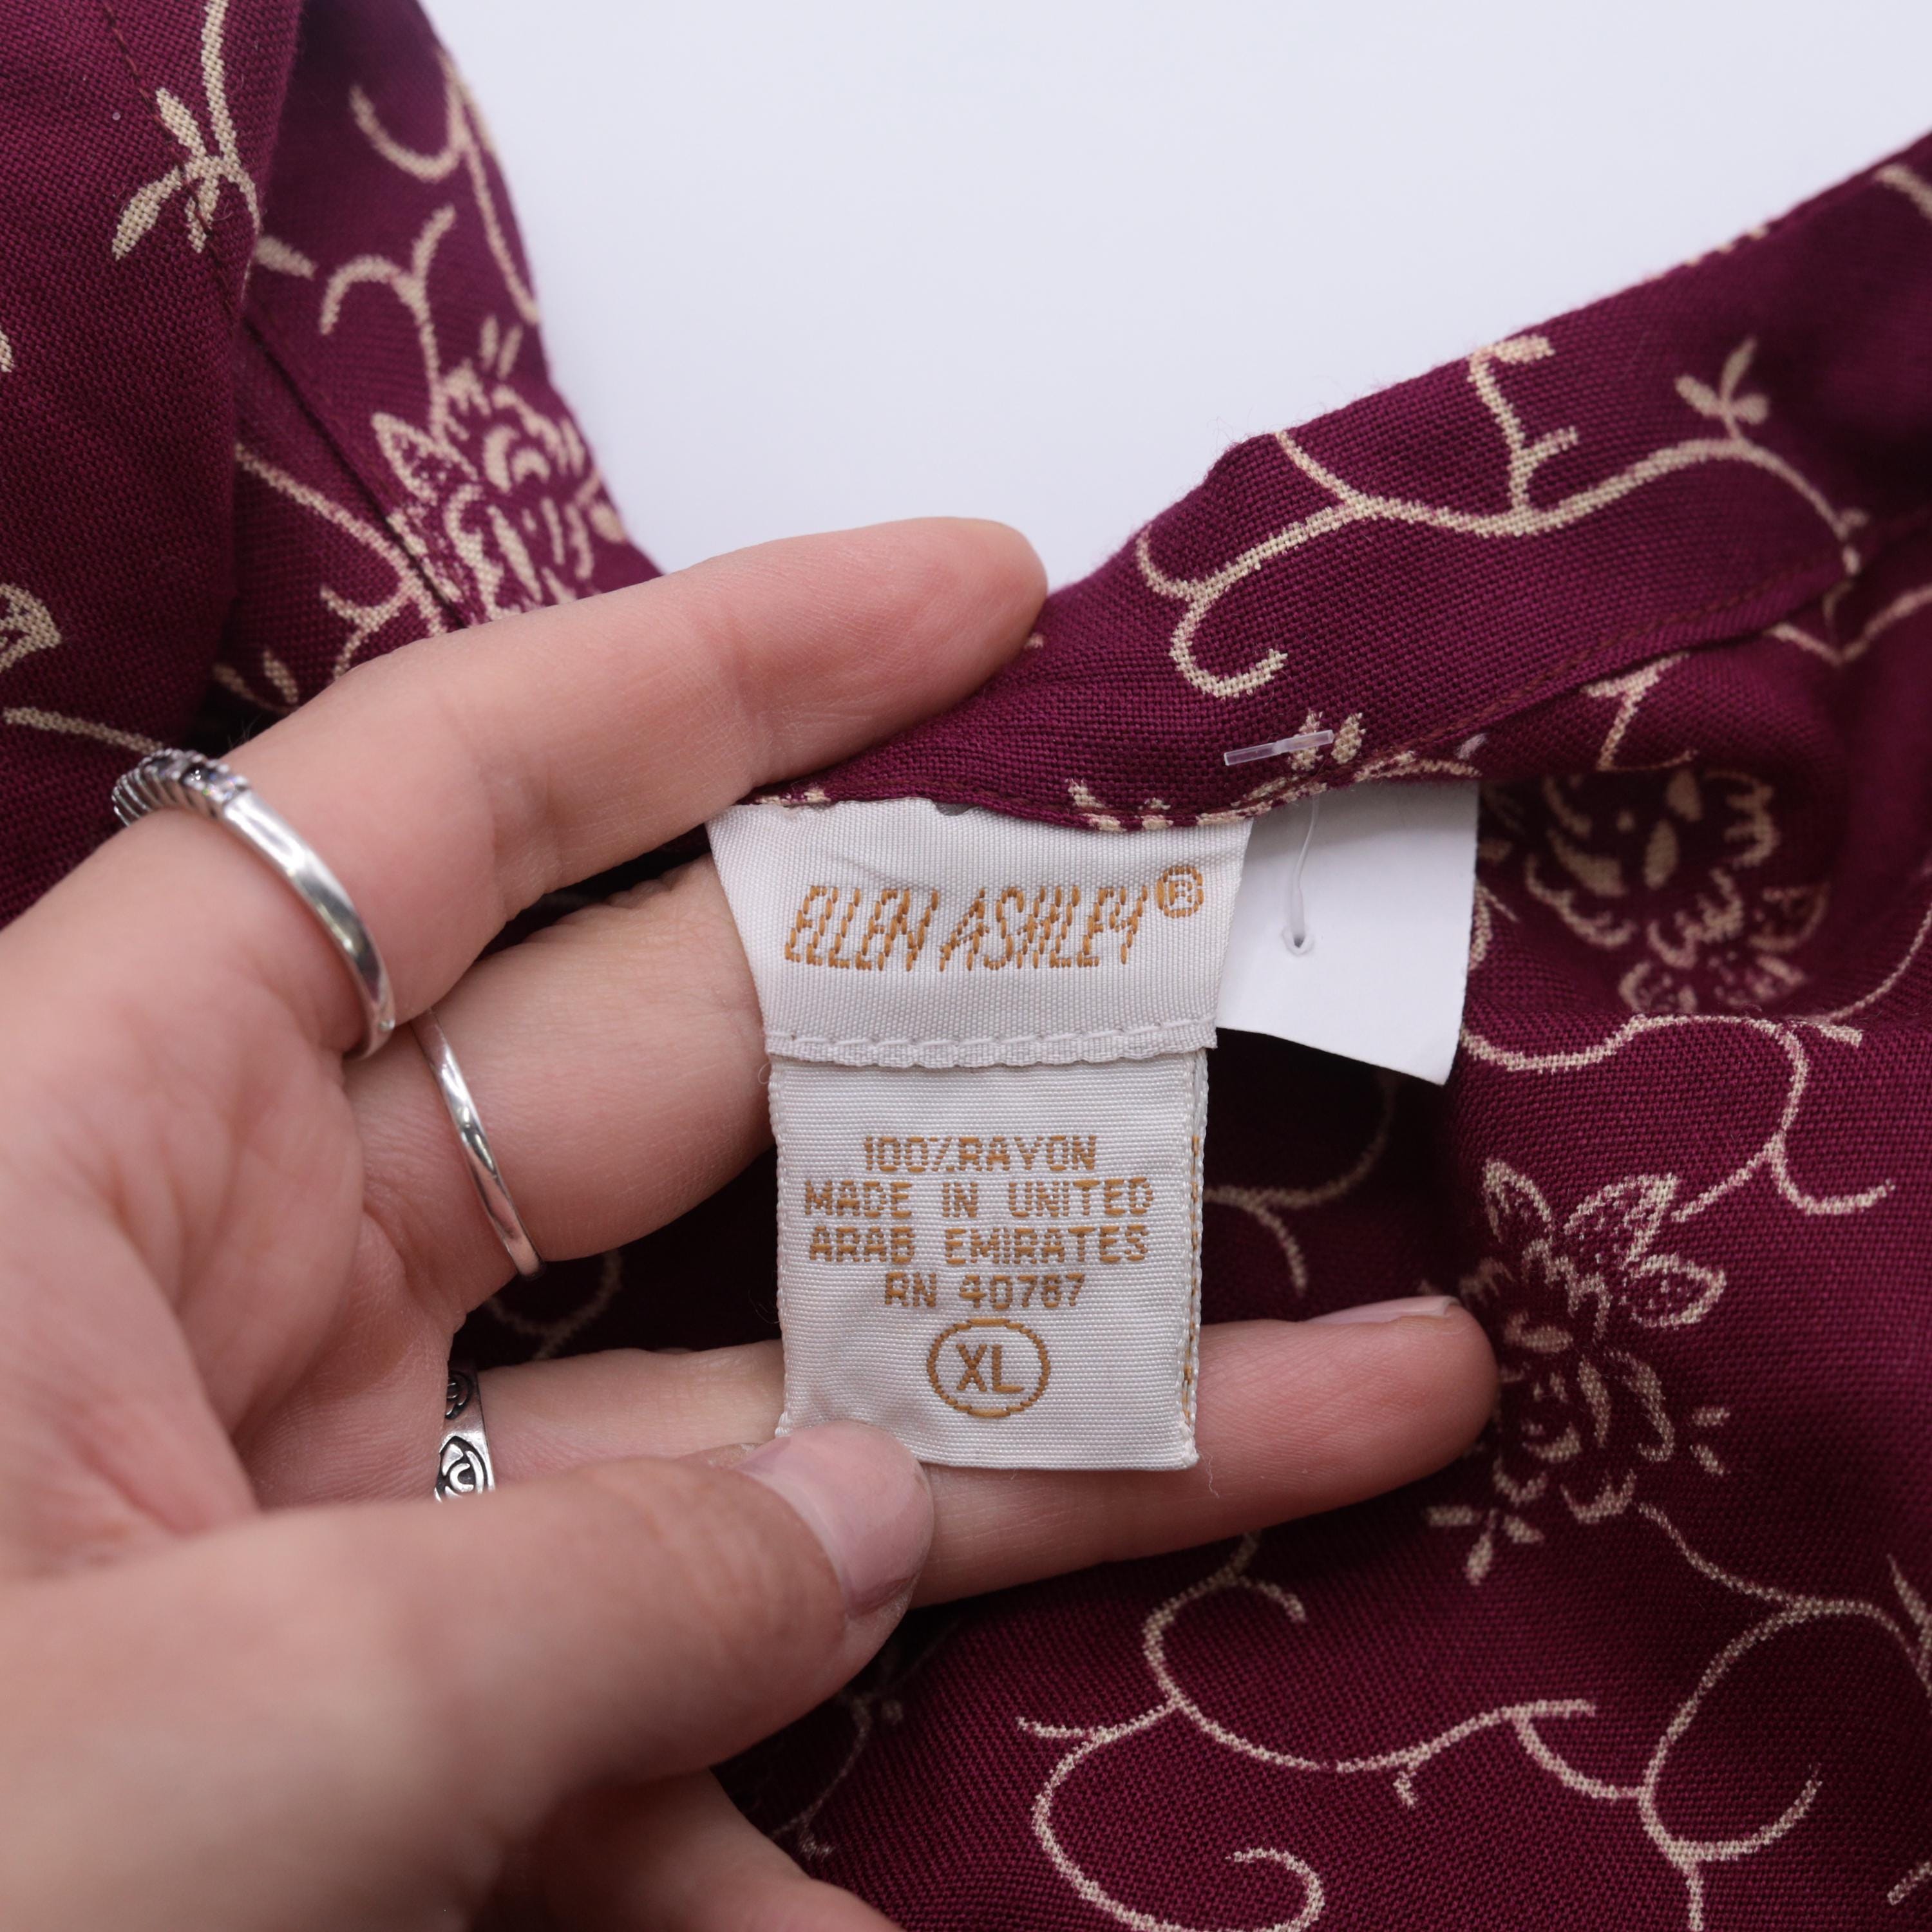 ELLEN ASHLEY®
100% RAYON
MADE IN UNITED
ARAB EMIRATES
RN 40787
XL